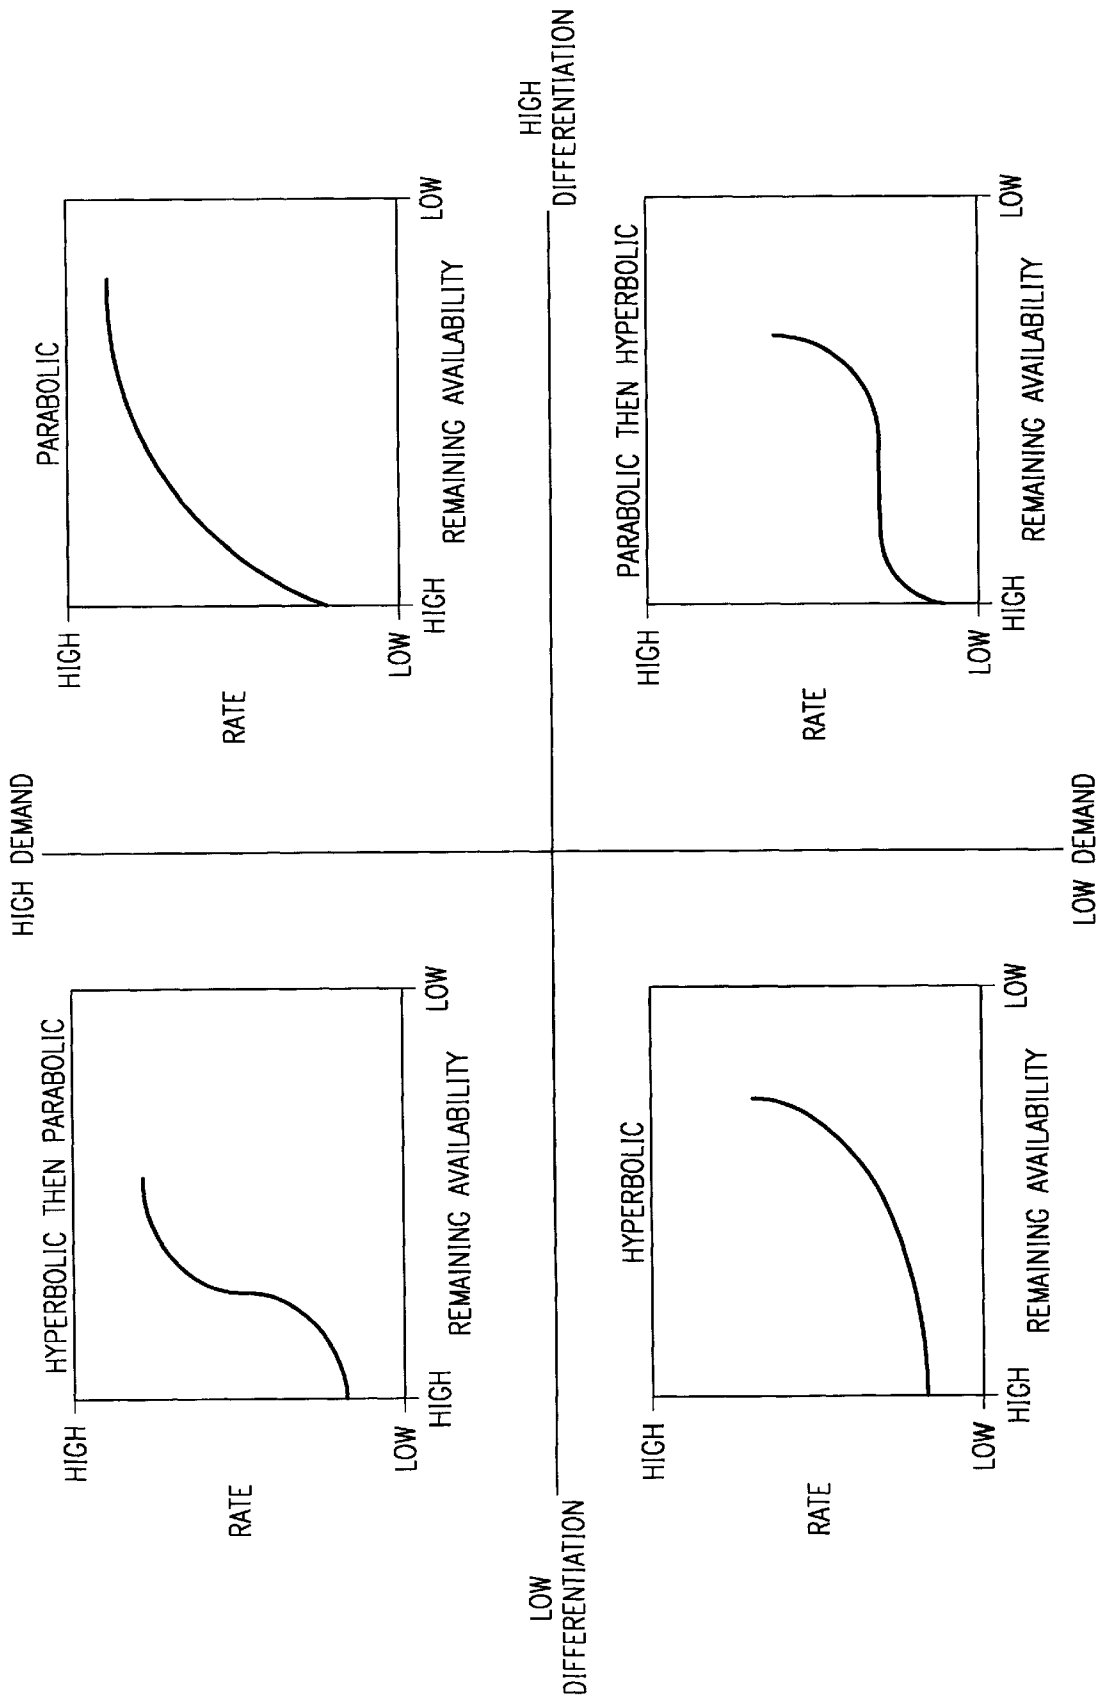 HIGH DEMAND
HYPERBOLIC THEN PARABOLIC
HIGH
RATE
LOW
HIGH
REMAINING AVAILABILITY
LOW
PARABOLIC
HIGH
RATE
LOW
HIGH
REMAINING AVAILABILITY
LOW
LOW
DIFFERENTIATION
HIGH
DIFFERENTIATION
HYPERBOLIC
HIGH
RATE
LOW
HIGH
REMAINING AVAILABILITY
LOW
PARABOLIC THEN HYPERBOLIC
HIGH
RATE
LOW
HIGH
REMAINING AVAILABILITY
LOW
LOW DEMAND